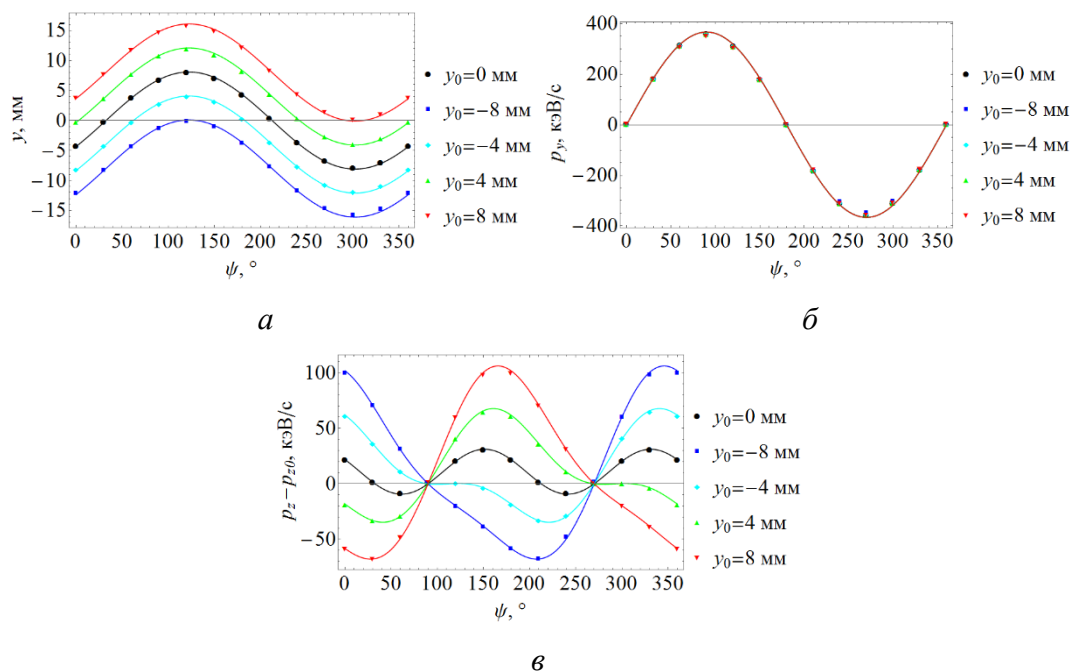 15
10
5
0
−5
−10
−15
y, мм
0 50 100 150 200 250 300 350
ψ, °
y₀=0 мм
y₀=−8 мм
y₀=−4 мм
y₀=4 мм
y₀=8 мм
а
400
200
0
−200
−400
p_y, кэВ/c
0 50 100 150 200 250 300 350
ψ, °
y₀=0 мм
y₀=−8 мм
y₀=−4 мм
y₀=4 мм
y₀=8 мм
б
100
50
0
−50
p_z−p_z0, кэВ/c
0 50 100 150 200 250 300 350
ψ, °
y₀=0 мм
y₀=−8 мм
y₀=−4 мм
y₀=4 мм
y₀=8 мм
в